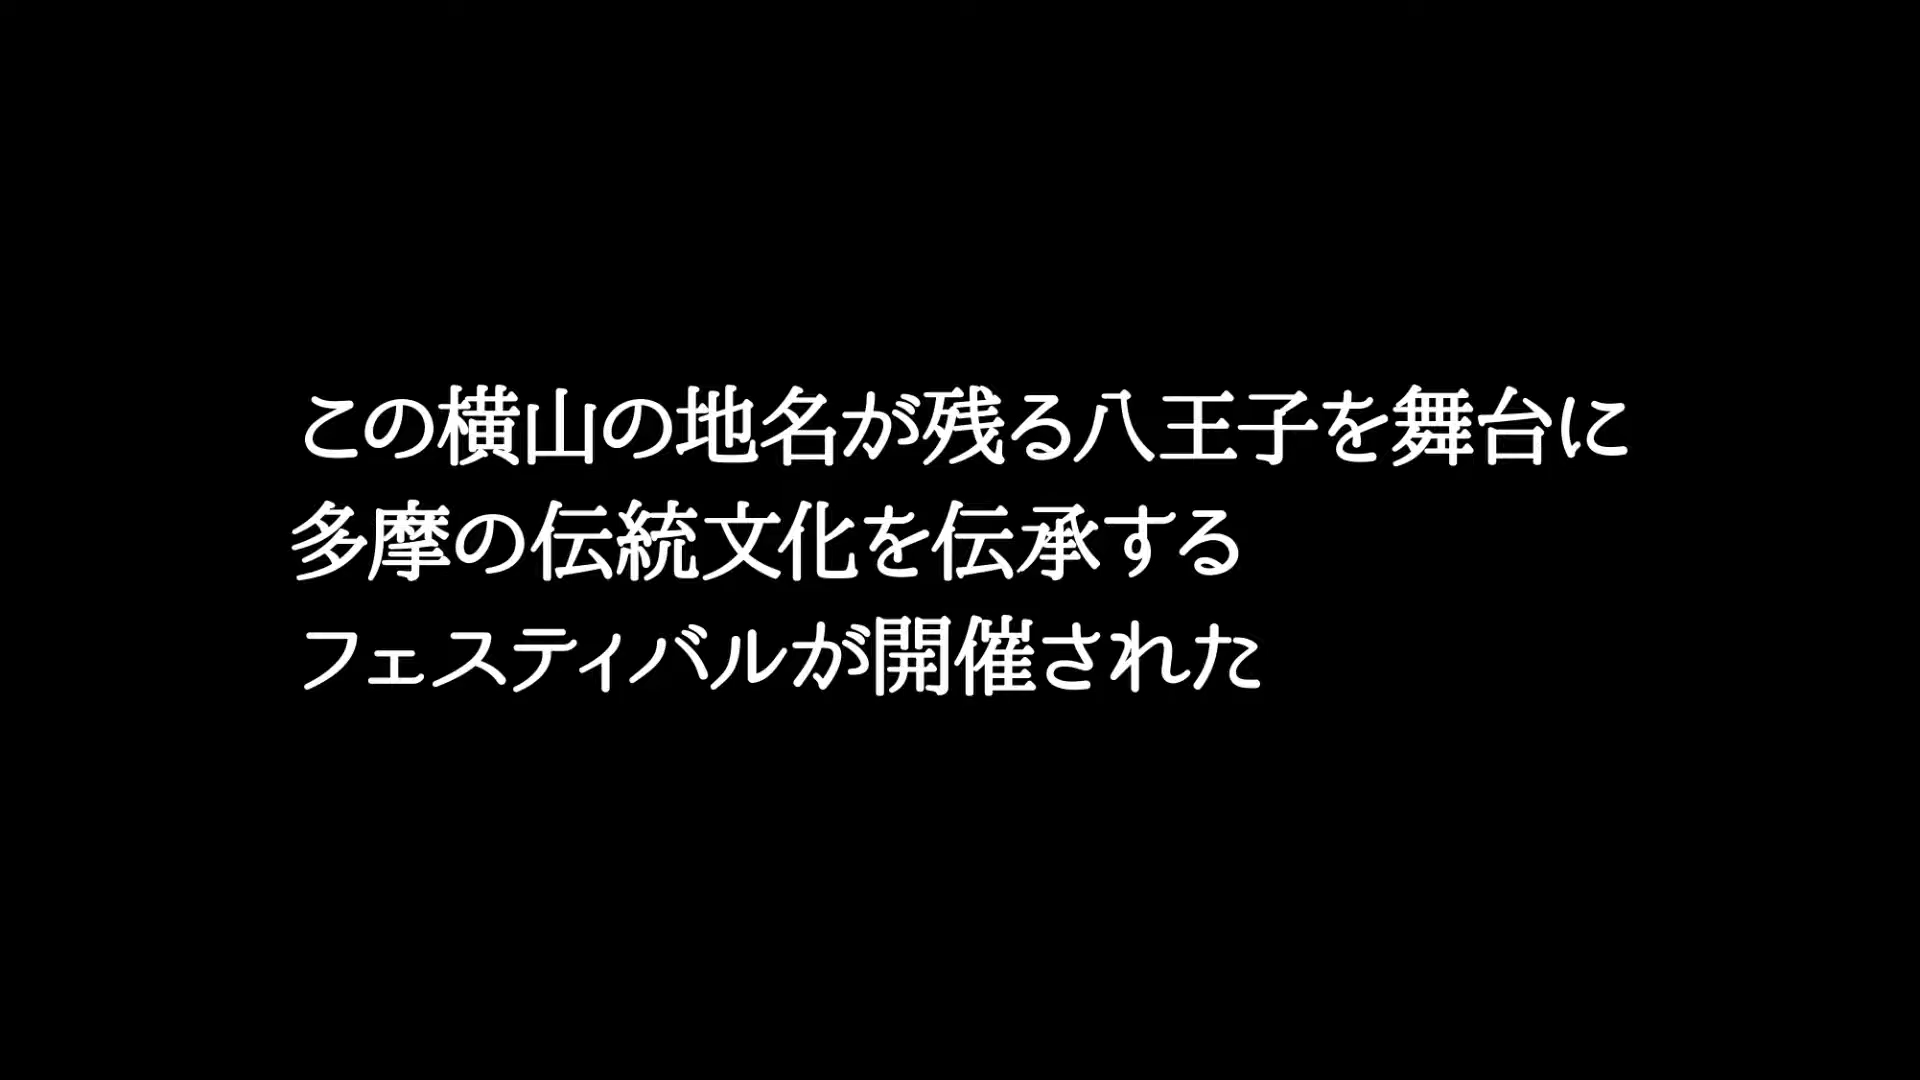 この横山の地名が残る八王子を舞台に
多摩の伝統文化を伝承する
フェスティバルが開催された